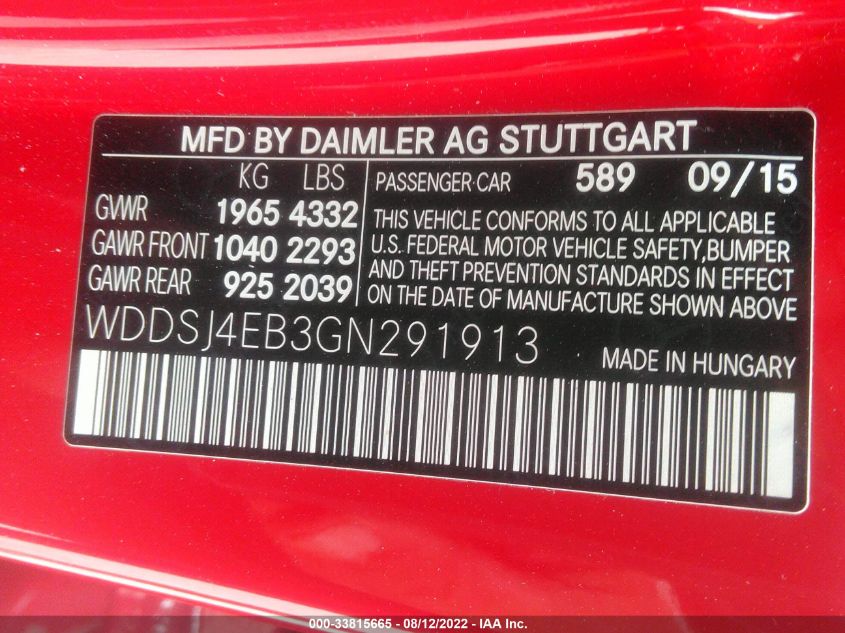 MFD BY DAIMLER AG STUTTGART
KG LBS
GVWR 1965 4332
GAWR FRONT 1040 2293
GAWR REAR 925 2039
PASSENGER CAR 589 09/15
THIS VEHICLE CONFORMS TO ALL APPLICABLE
U.S. FEDERAL MOTOR VEHICLE SAFETY,BUMPER
AND THEFT PREVENTION STANDARDS IN EFFECT
ON THE DATE OF MANUFACTURE SHOWN ABOVE
WDDSJ4EB3GN291913
MADE IN HUNGARY
000-33815665 - 08/12/2022 - IAA Inc.